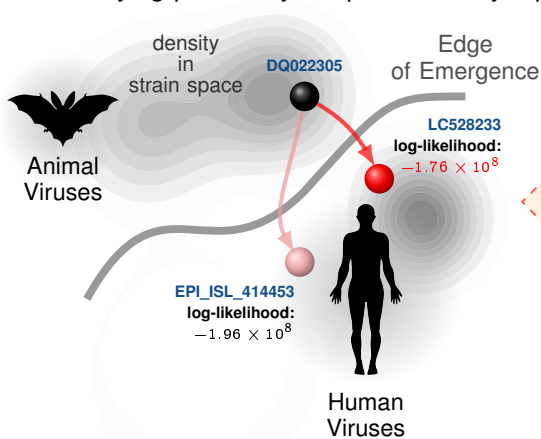 density
in
strain space
DQ022305
Edge
of Emergence
LC528233
log-likelihood:
−1.76 × 10⁸
Animal
Viruses
EPI_ISL_414453
log-likelihood:
−1.96 × 10⁸
Human
Viruses